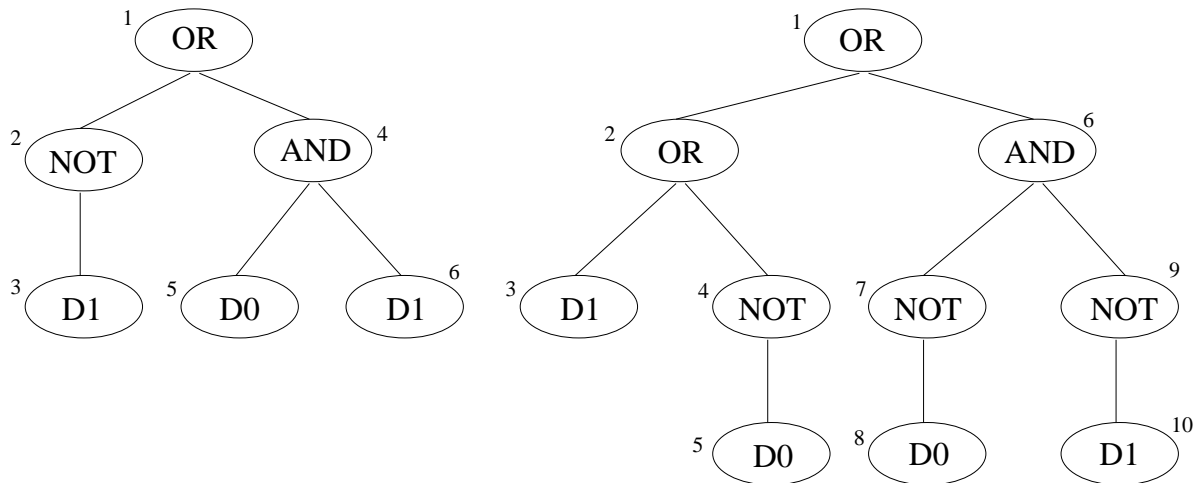 1 OR
2 NOT
AND 4
3 D1
5 D0
D1 6
1 OR
2 OR
AND 6
3 D1
4 NOT
7 NOT
NOT 9
5 D0
8 D0
D1 10